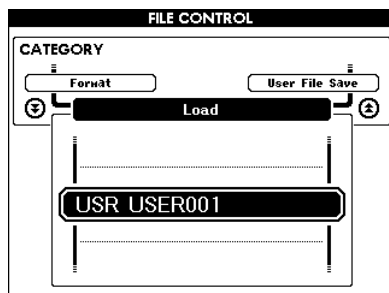 FILE CONTROL
CATEGORY
Format
User File Save
Load
USR USER001